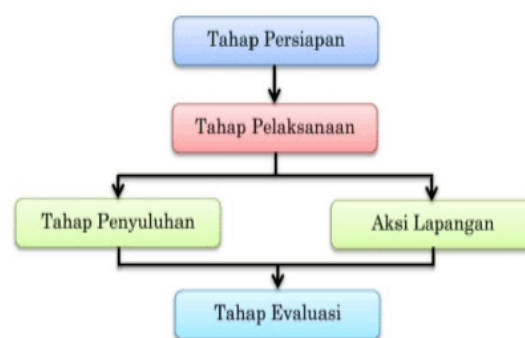 Tahap Persiapan
Tahap Pelaksanaan
Tahap Penyuluhan
Aksi Lapangan
Tahap Evaluasi